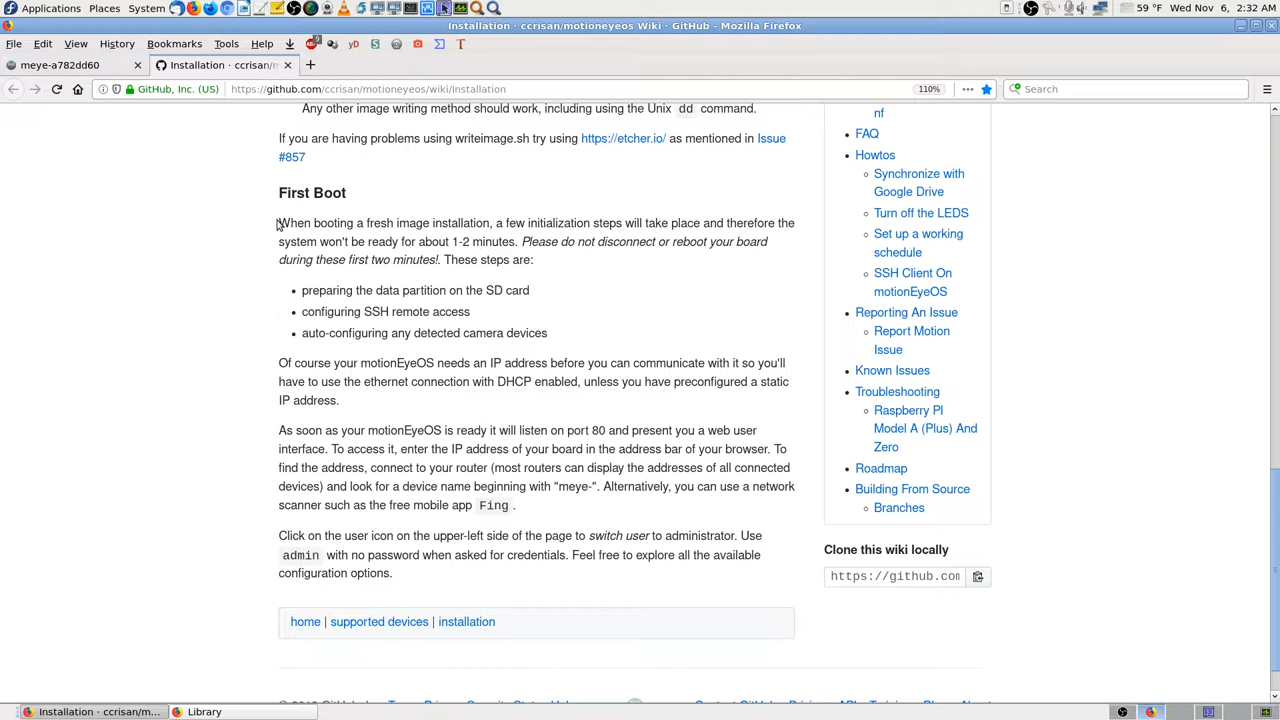 Applications Places System
59 °F Wed Nov 6, 2:32 AM
Installation · ccrisan/motioneyeos Wiki · GitHub - Mozilla Firefox
File Edit View History Bookmarks Tools Help
meye-a782dd60
Installation · ccrisan/m
GitHub, Inc. (US) https://github.com/ccrisan/motioneyeos/wiki/Installation 110% Search
Any other image writing method should work, including using the Unix dd command.
If you are having problems using writeimage.sh try using https://etcher.io/ as mentioned in Issue
#857
First Boot
When booting a fresh image installation, a few initialization steps will take place and therefore the
system won't be ready for about 1-2 minutes. Please do not disconnect or reboot your board
during these first two minutes!. These steps are:
• preparing the data partition on the SD card
• configuring SSH remote access
• auto-configuring any detected camera devices
Of course your motionEyeOS needs an IP address before you can communicate with it so you'll
have to use the ethernet connection with DHCP enabled, unless you have preconfigured a static
IP address.
As soon as your motionEyeOS is ready it will listen on port 80 and present you a web user
interface. To access it, enter the IP address of your board in the address bar of your browser. To
find the address, connect to your router (most routers can display the addresses of all connected
devices) and look for a device name beginning with "meye-". Alternatively, you can use a network
scanner such as the free mobile app Fing .
Click on the user icon on the upper-left side of the page to switch user to administrator. Use
admin with no password when asked for credentials. Feel free to explore all the available
configuration options.
home | supported devices | installation
nf
• FAQ
• Howtos
Synchronize with
Google Drive
Turn off the LEDS
Set up a working
schedule
SSH Client On
motionEyeOS
• Reporting An Issue
Report Motion
Issue
• Known Issues
• Troubleshooting
Raspberry PI
Model A (Plus) And
Zero
• Roadmap
• Building From Source
Branches
Clone this wiki locally
https://github.com
Installation · ccrisan/m...
Library